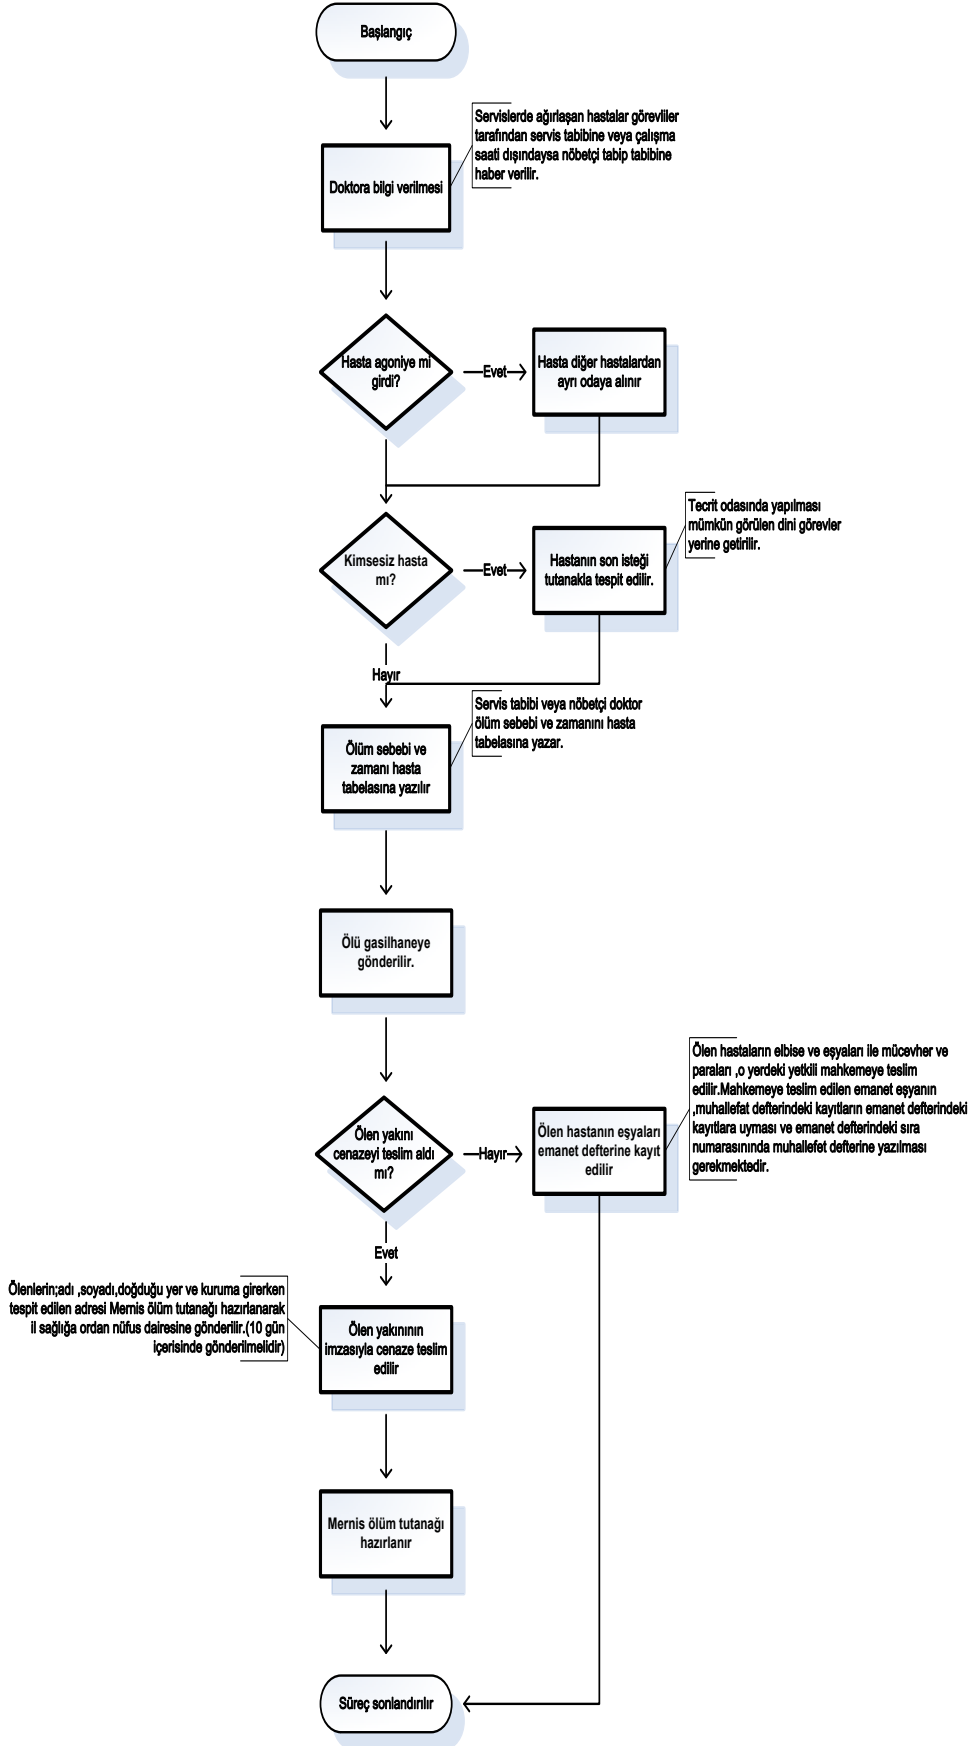 Başlangıç
Servislerde ağırlaşan hastalar görevliler
tarafından servis tabibine veya çalışma
saati dışındaysa nöbetçi tabip tabibine
haber verilir.
Doktora bilgi verilmesi
Hasta agoniye mi
girdi?
Evet
Hasta diğer hastalardan
ayrı odaya alınır
Tecrit odasında yapılması
mümkün görülen dini görevler
yerine getirilir.
Kimsesiz hasta
mı?
Evet
Hastanın son isteği
tutanakla tespit edilir.
Hayır
Servis tabibi veya nöbetçi doktor
ölüm sebebi ve zamanını hasta
tabelasına yazar.
Ölüm sebebi ve
zamanı hasta
tabelasına yazılır
Ölü gasilhaneye
gönderilir.
Ölen hastaların elbise ve eşyaları ile mücevher ve
paraları ,o yerdeki yetkili mahkemeye teslim
edilir.Mahkemeye teslim edilen emanet eşyanın
,muhallefat defterindeki kayıtların emanet defterindeki
kayıtlara uyması ve emanet defterindeki sıra
numarasınında muhallefet defterine yazılması
gerekmektedir.
Ölen yakını
cenazeyi teslim aldı
mı?
Hayır
Ölen hastanın eşyaları
emanet defterine kayıt
edilir
Evet
Ölenlerin;adı ,soyadı,doğduğu yer ve kuruma girerken
tespit edilen adresi Mernis ölüm tutanağı hazırlanarak
il sağlığa ordan nüfus dairesine gönderilir.(10 gün
içerisinde gönderilmelidir)
Ölen yakınının
imzasıyla cenaze teslim
edilir
Mernis ölüm tutanağı
hazırlanır
Süreç sonlandırılır